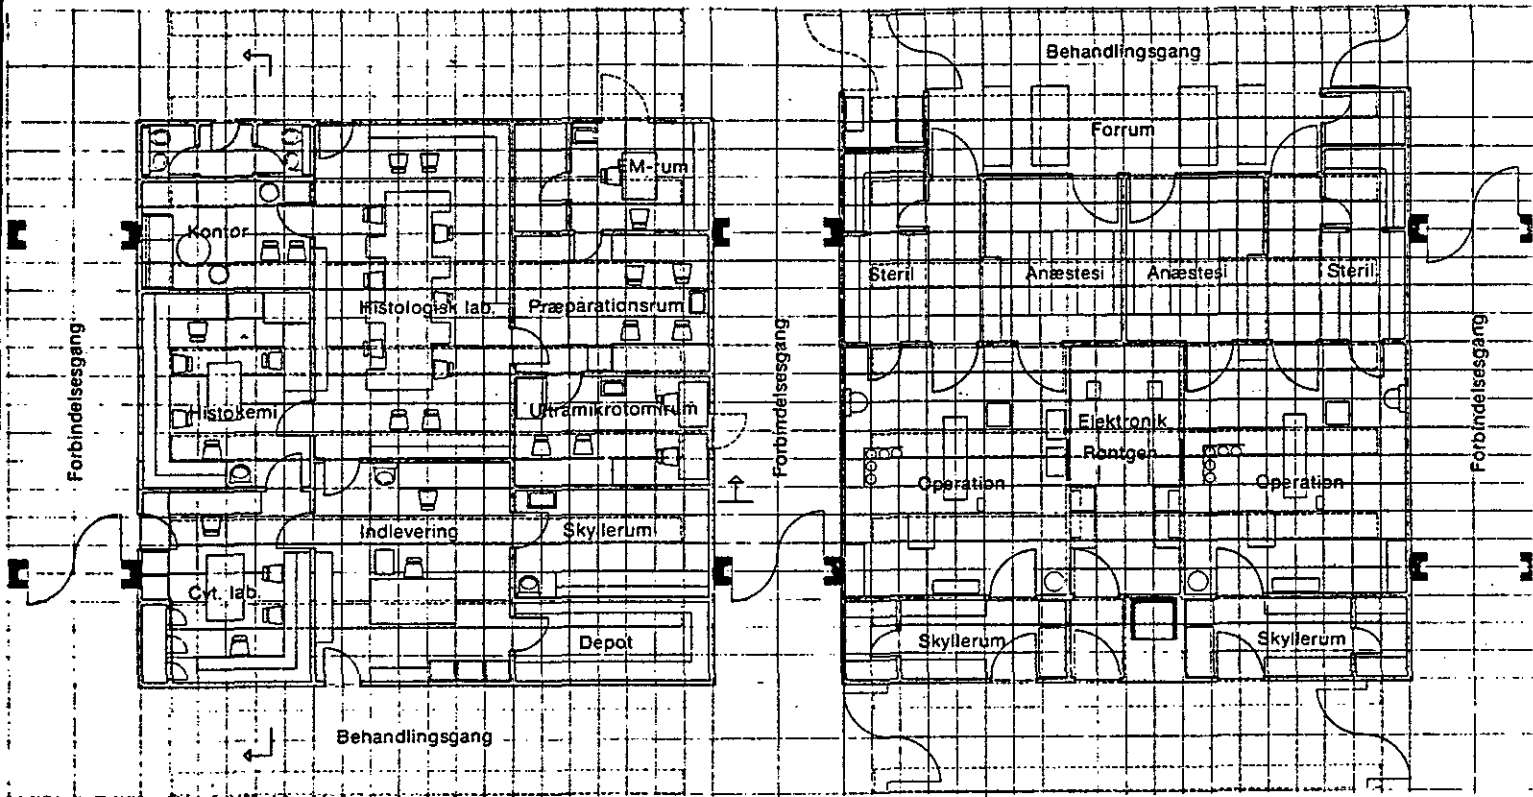 Behandlingsgang
Forrum
EM-rum
Kontor
Steril
Anæstesi
Anæstesi
Steril
Histologisk lab.
Præparationsrum
Forbindelsesgang
Forbindelsesgang
Forbindelsesgang
Histokemi
Ultramikrotomirum
Elektronik
Røntgen
Operation
Operation
Indlevering
Skyllerum
Cyt. lab.
Depot
Skyllerum
Skyllerum
Behandlingsgang